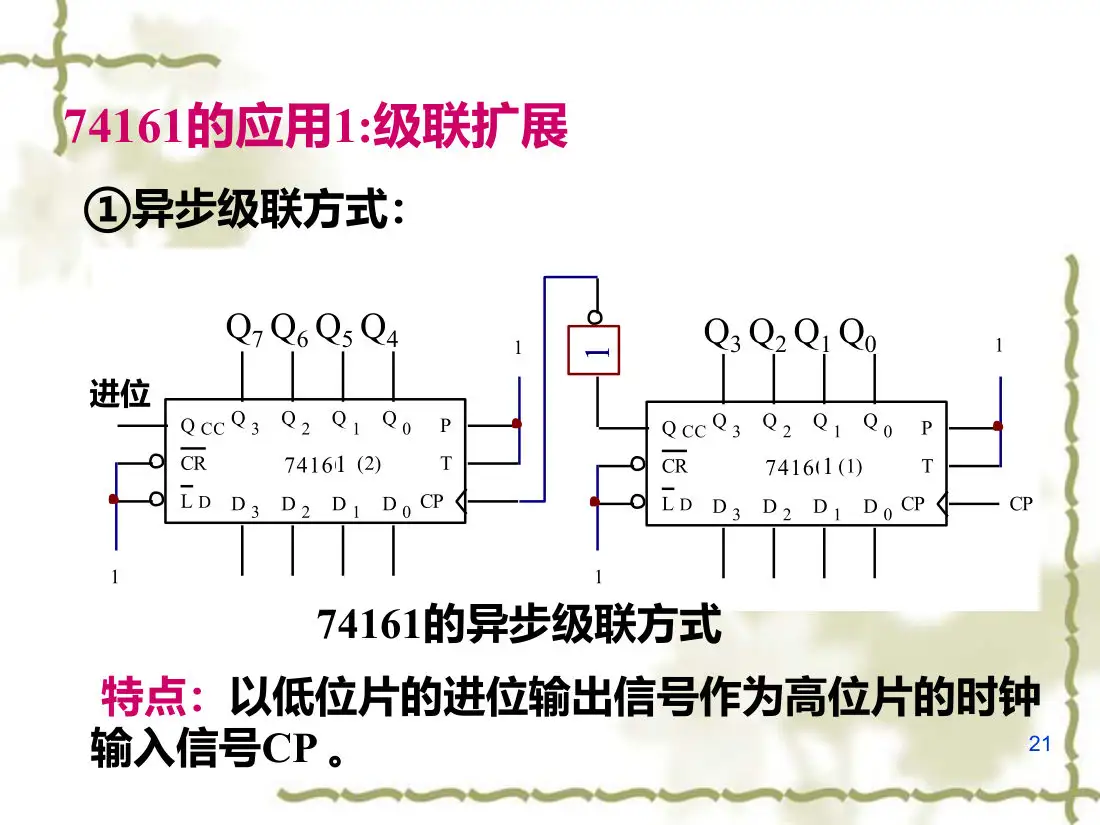 74161的应用1:级联扩展
①异步级联方式：
Q7 Q6 Q5 Q4
Q3 Q2 Q1 Q0
1
1
1
进位
QCC Q3 Q2 Q1 Q0 P
CR 74161 (2) T
LD D3 D2 D1 D0 CP
QCC Q3 Q2 Q1 Q0 P
CR 74161 (1) T
LD D3 D2 D1 D0 CP
CP
1
1
74161的异步级联方式
特点：以低位片的进位输出信号作为高位片的时钟
输入信号CP 。
21